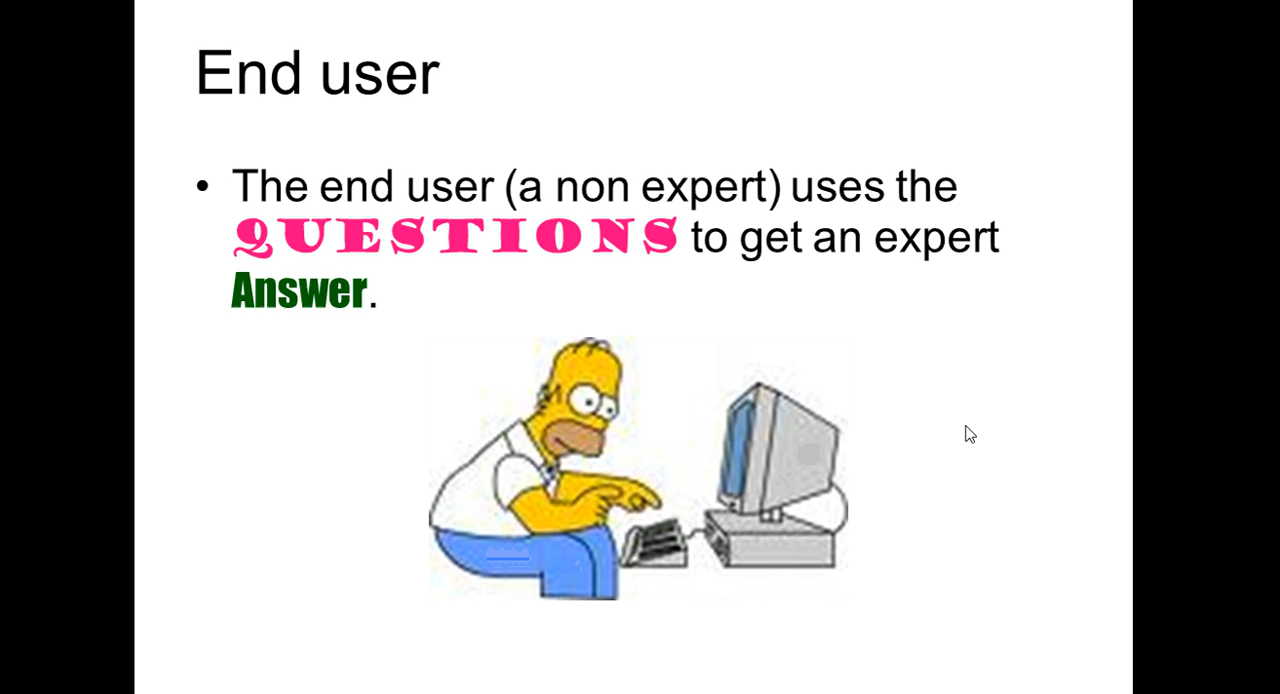 End user
• The end user (a non expert) uses the
QUESTIONS to get an expert
Answer.